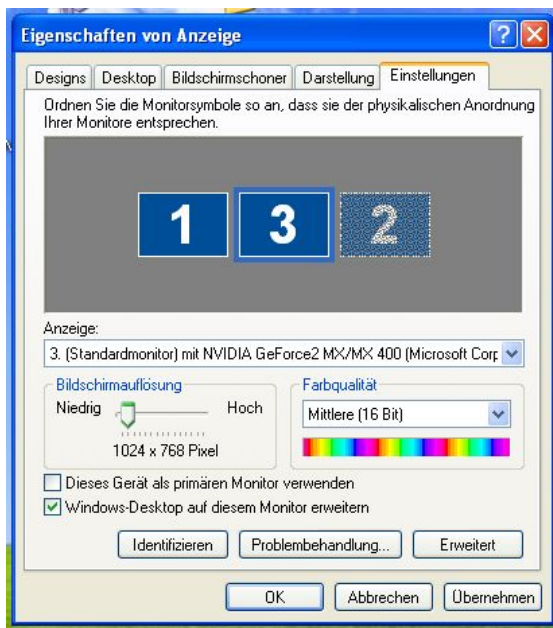 Eigenschaften von Anzeige
Designs Desktop Bildschirmschoner Darstellung Einstellungen
Ordnen Sie die Monitorsymbole so an, dass sie der physikalischen Anordnung
Ihrer Monitore entsprechen.
1 3 2
Anzeige:
3. (Standardmonitor) mit NVIDIA GeForce2 MX/MX 400 (Microsoft Corp
Bildschirmauflösung Farbqualität
Niedrig Hoch Mittlere (16 Bit)
1024 x 768 Pixel
Dieses Gerät als primären Monitor verwenden
Windows-Desktop auf diesem Monitor erweitern
Identifizieren Problembehandlung... Erweitert
OK Abbrechen Übernehmen